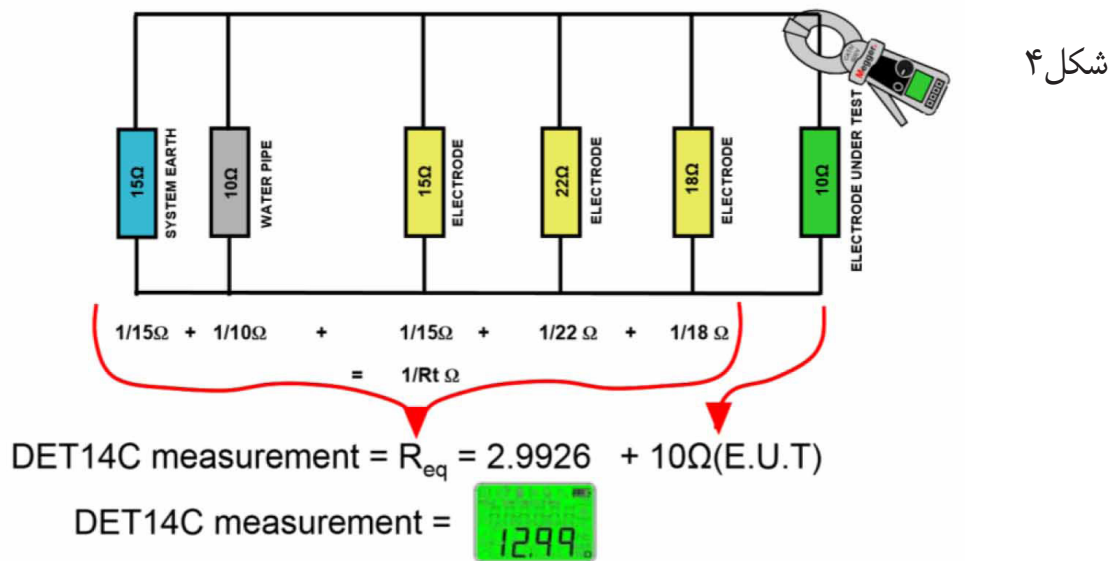 شکل۴
Megger
15Ω
SYSTEM EARTH
10Ω
WATER PIPE
15Ω
ELECTRODE
22Ω
ELECTRODE
18Ω
ELECTRODE
10Ω
ELECTRODE UNDER TEST
1/15Ω + 1/10Ω + 1/15Ω + 1/22 Ω + 1/18 Ω
= 1/Rt Ω
DET14C measurement = Req = 2.9926 + 10Ω(E.U.T)
DET14C measurement = 12.99